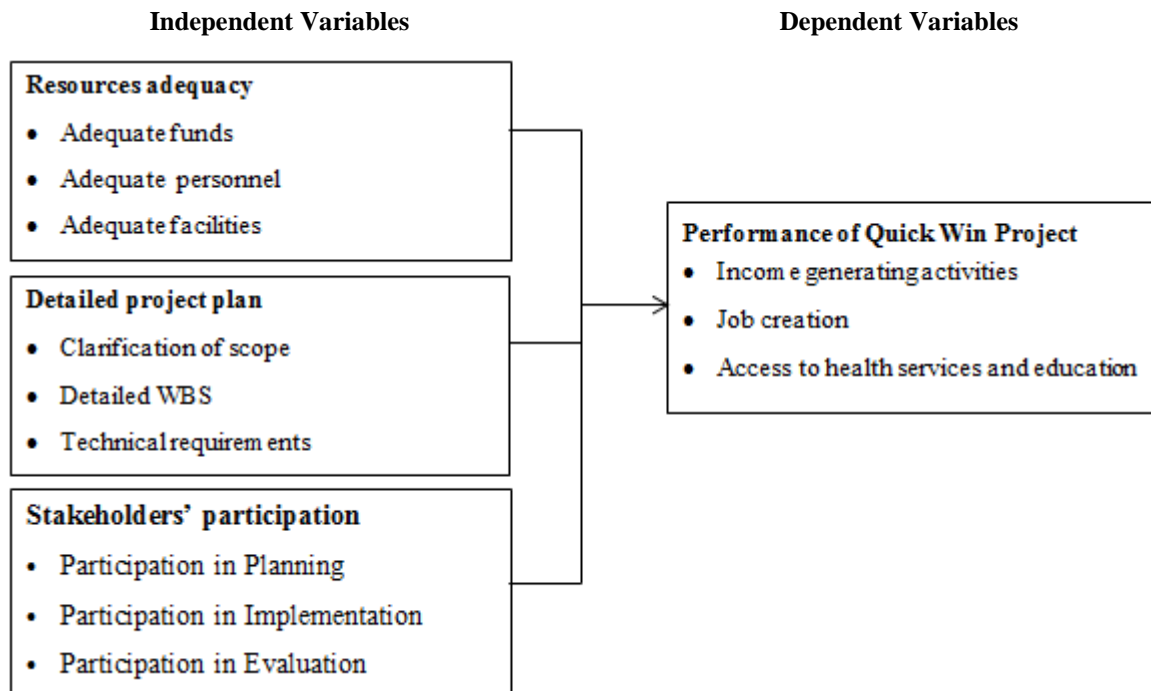 Independent Variables
Dependent Variables
Resources adequacy
• Adequate funds
• Adequate personnel
• Adequate facilities
Detailed project plan
• Clarification of scope
• Detailed WBS
• Technical requirements
Stakeholders’ participation
• Participation in Planning
• Participation in Implementation
• Participation in Evaluation
Performance of Quick Win Project
• Income generating activities
• Job creation
• Access to health services and education